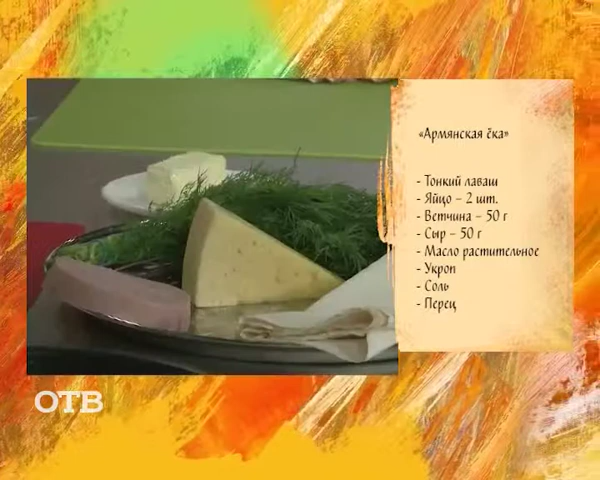 «Армянская ёка»
- Тонкий лаваш
- Яйцо – 2 шт.
- Ветчина – 50 г
- Сыр – 50 г
- Масло растительное
- Укроп
- Соль
- Перец
ОТВ